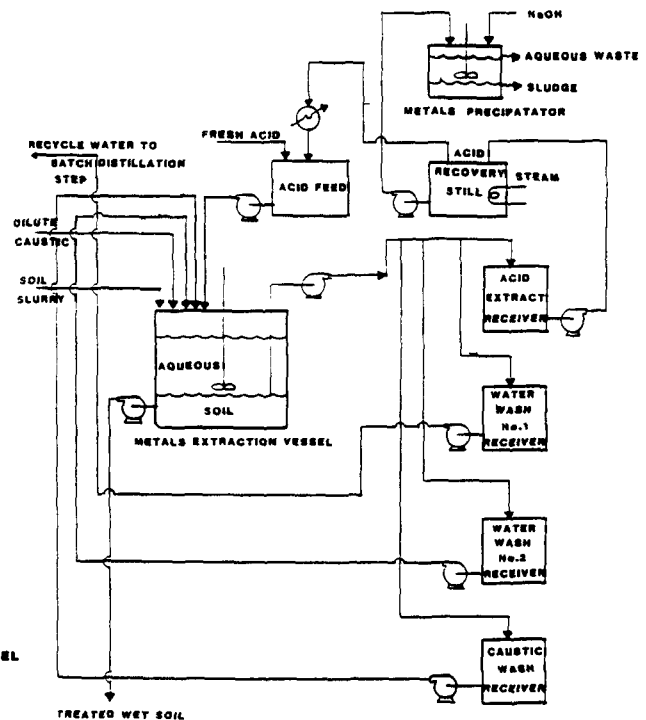 NaOH
AQUEOUS WASTE
SLUDGE
METALS PRECIPATATOR
FRESH ACID
RECYCLE WATER TO
BATCH DISTILLATION
STEP
ACID FEED
ACID
RECOVERY
STILL
STEAM
DILUTE
CAUSTIC
SOIL
SLURRY
ACID
EXTRACT
RECEIVER
AQUEOUS
SOIL
METALS EXTRACTION VESSEL
WATER
WASH
No.1
RECEIVER
WATER
WASH
No.2
RECEIVER
CAUSTIC
WASH
RECEIVER
EL
TREATED WET SOIL